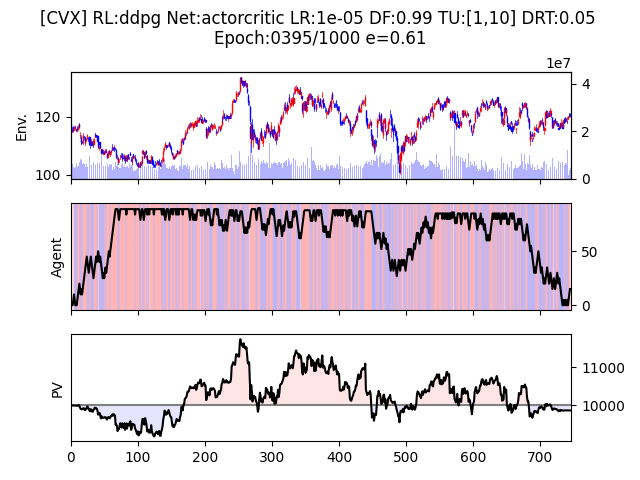 [CVX] RL:ddpg Net:actorcritic LR:1e-05 DF:0.99 TU:[1,10] DRT:0.05
Epoch:0395/1000 e=0.61
1e7
Env.
120
100
4
2
0
Agent
50
0
PV
11000
10000
0 100 200 300 400 500 600 700